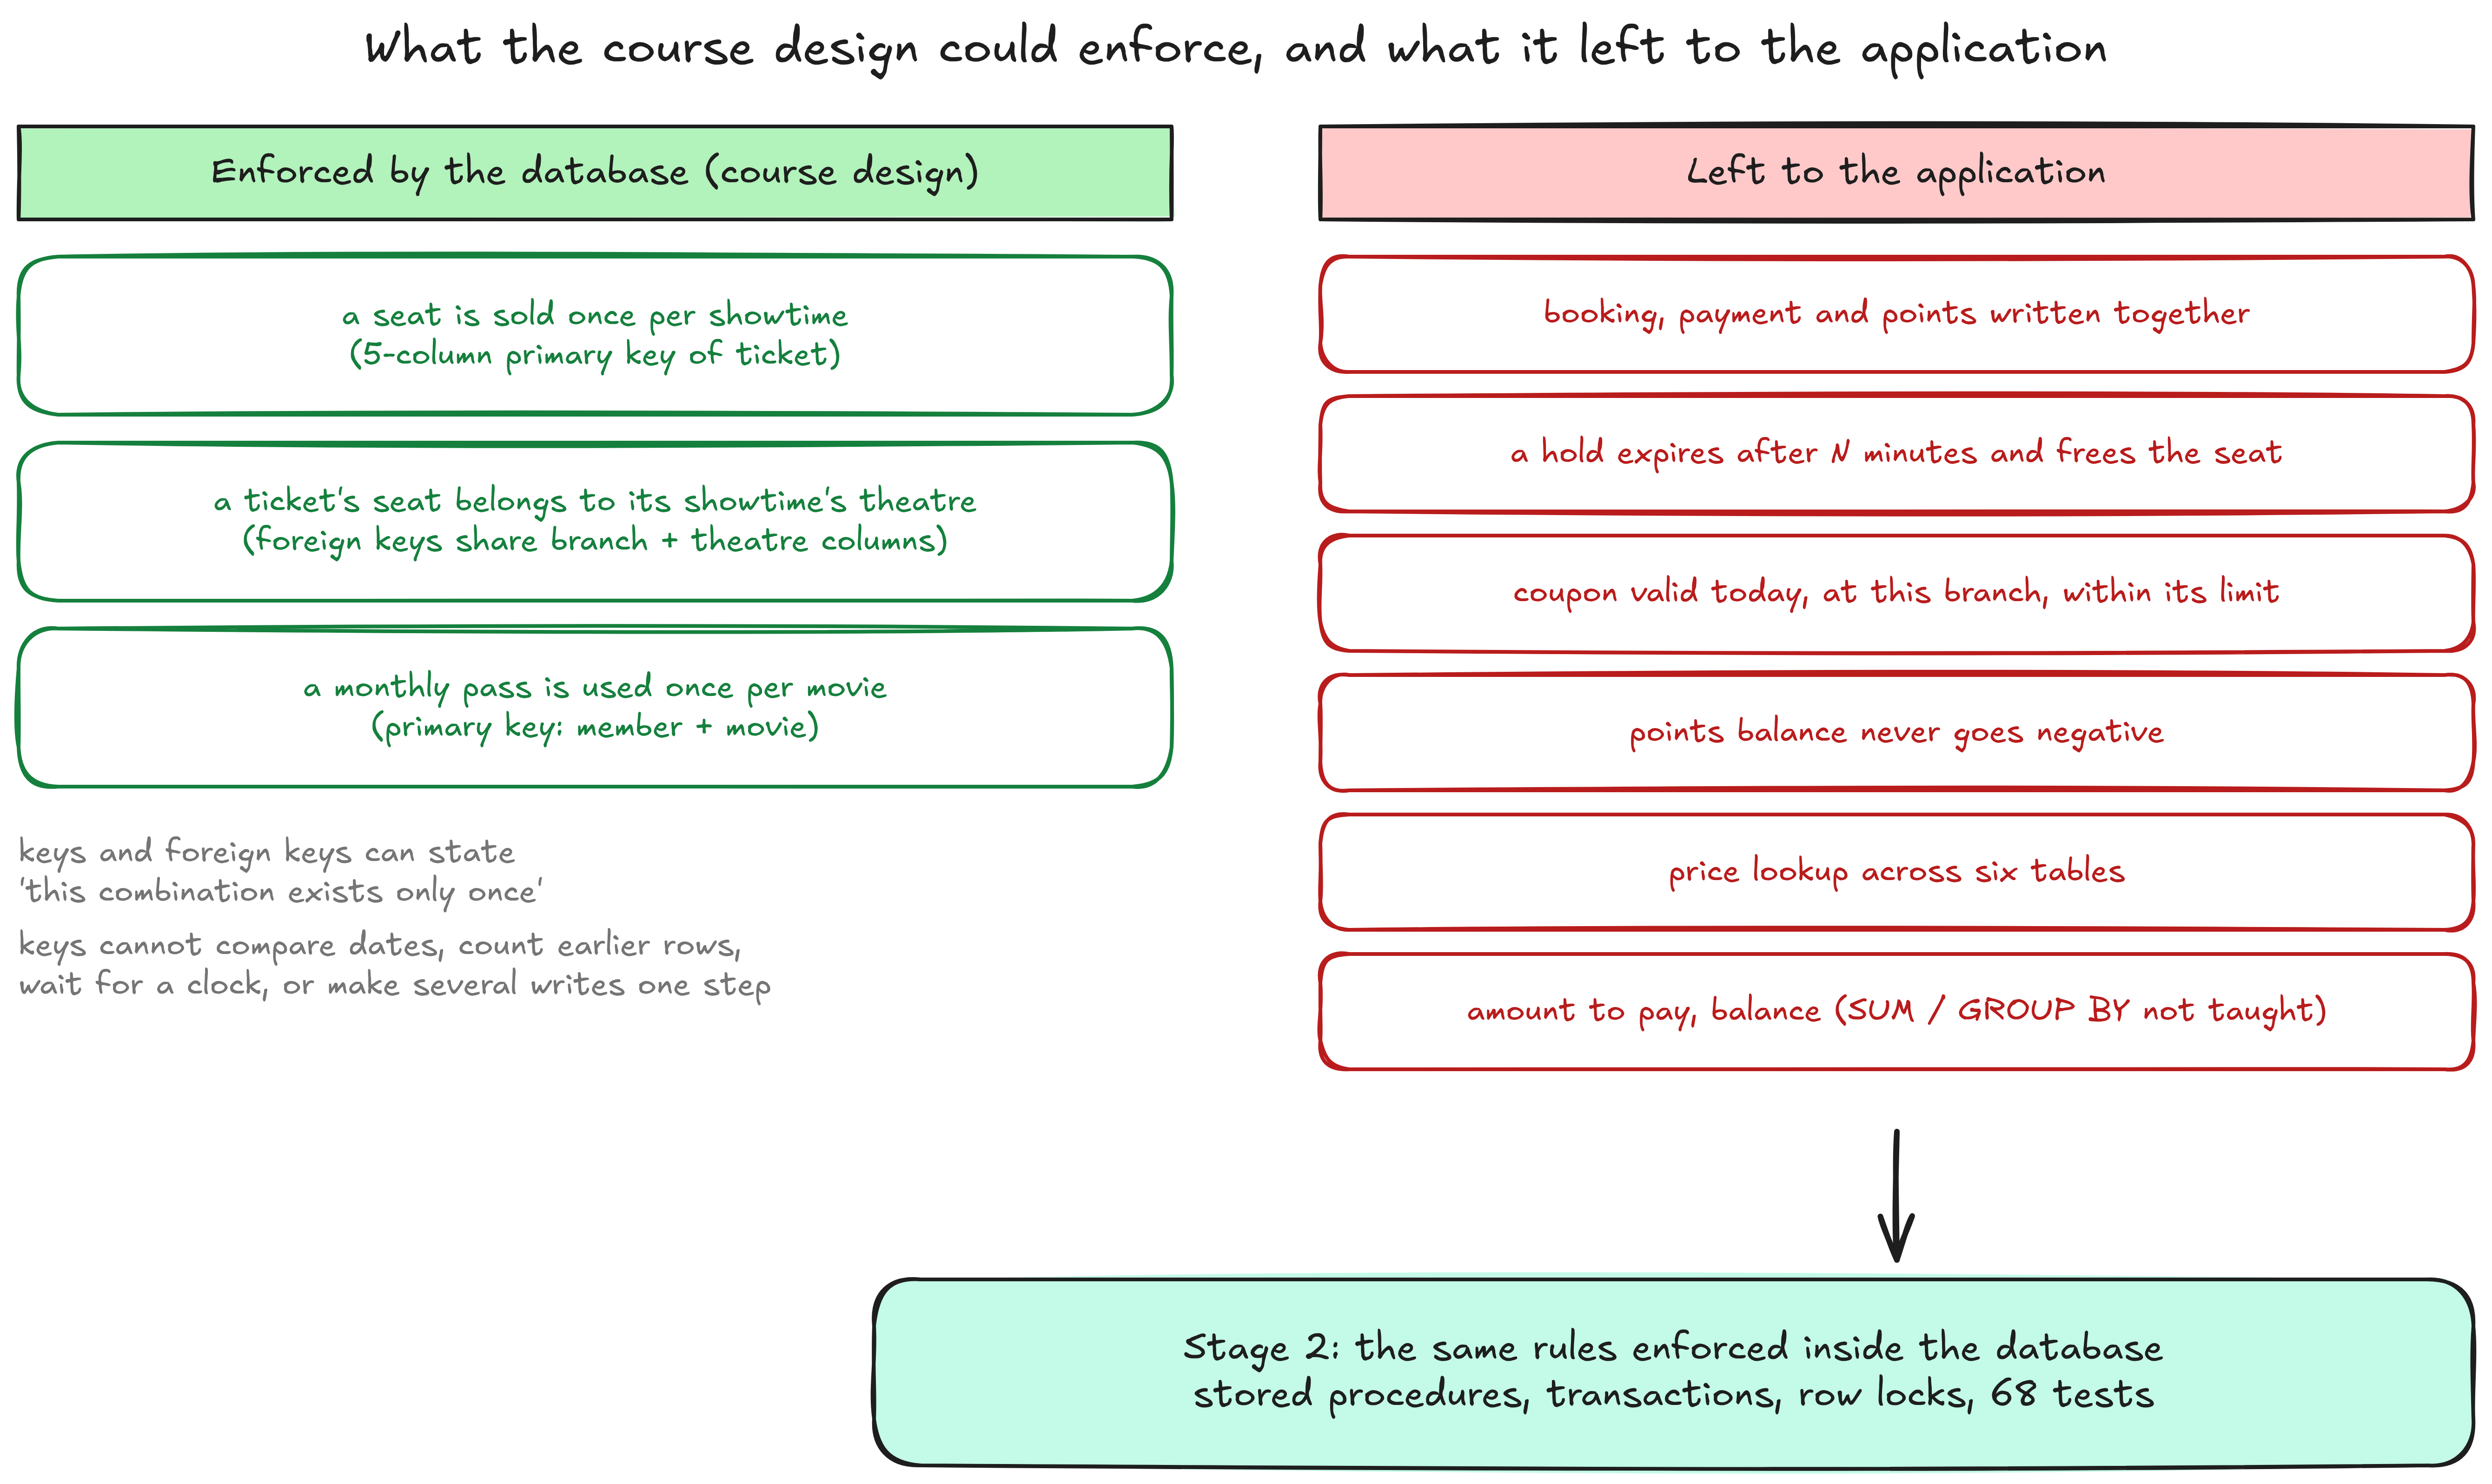 What the course design could enforce, and what it left to the application
Enforced by the database (course design)
a seat is sold once per showtime
(5-column primary key of ticket)
a ticket's seat belongs to its showtime's theatre
(foreign keys share branch + theatre columns)
a monthly pass is used once per movie
(primary key: member + movie)
keys and foreign keys can state
'this combination exists only once'
keys cannot compare dates, count earlier rows,
wait for a clock, or make several writes one step
Left to the application
booking, payment and points written together
a hold expires after N minutes and frees the seat
coupon valid today, at this branch, within its limit
points balance never goes negative
price lookup across six tables
amount to pay, balance (SUM / GROUP BY not taught)
Stage 2: the same rules enforced inside the database
stored procedures, transactions, row locks, 68 tests